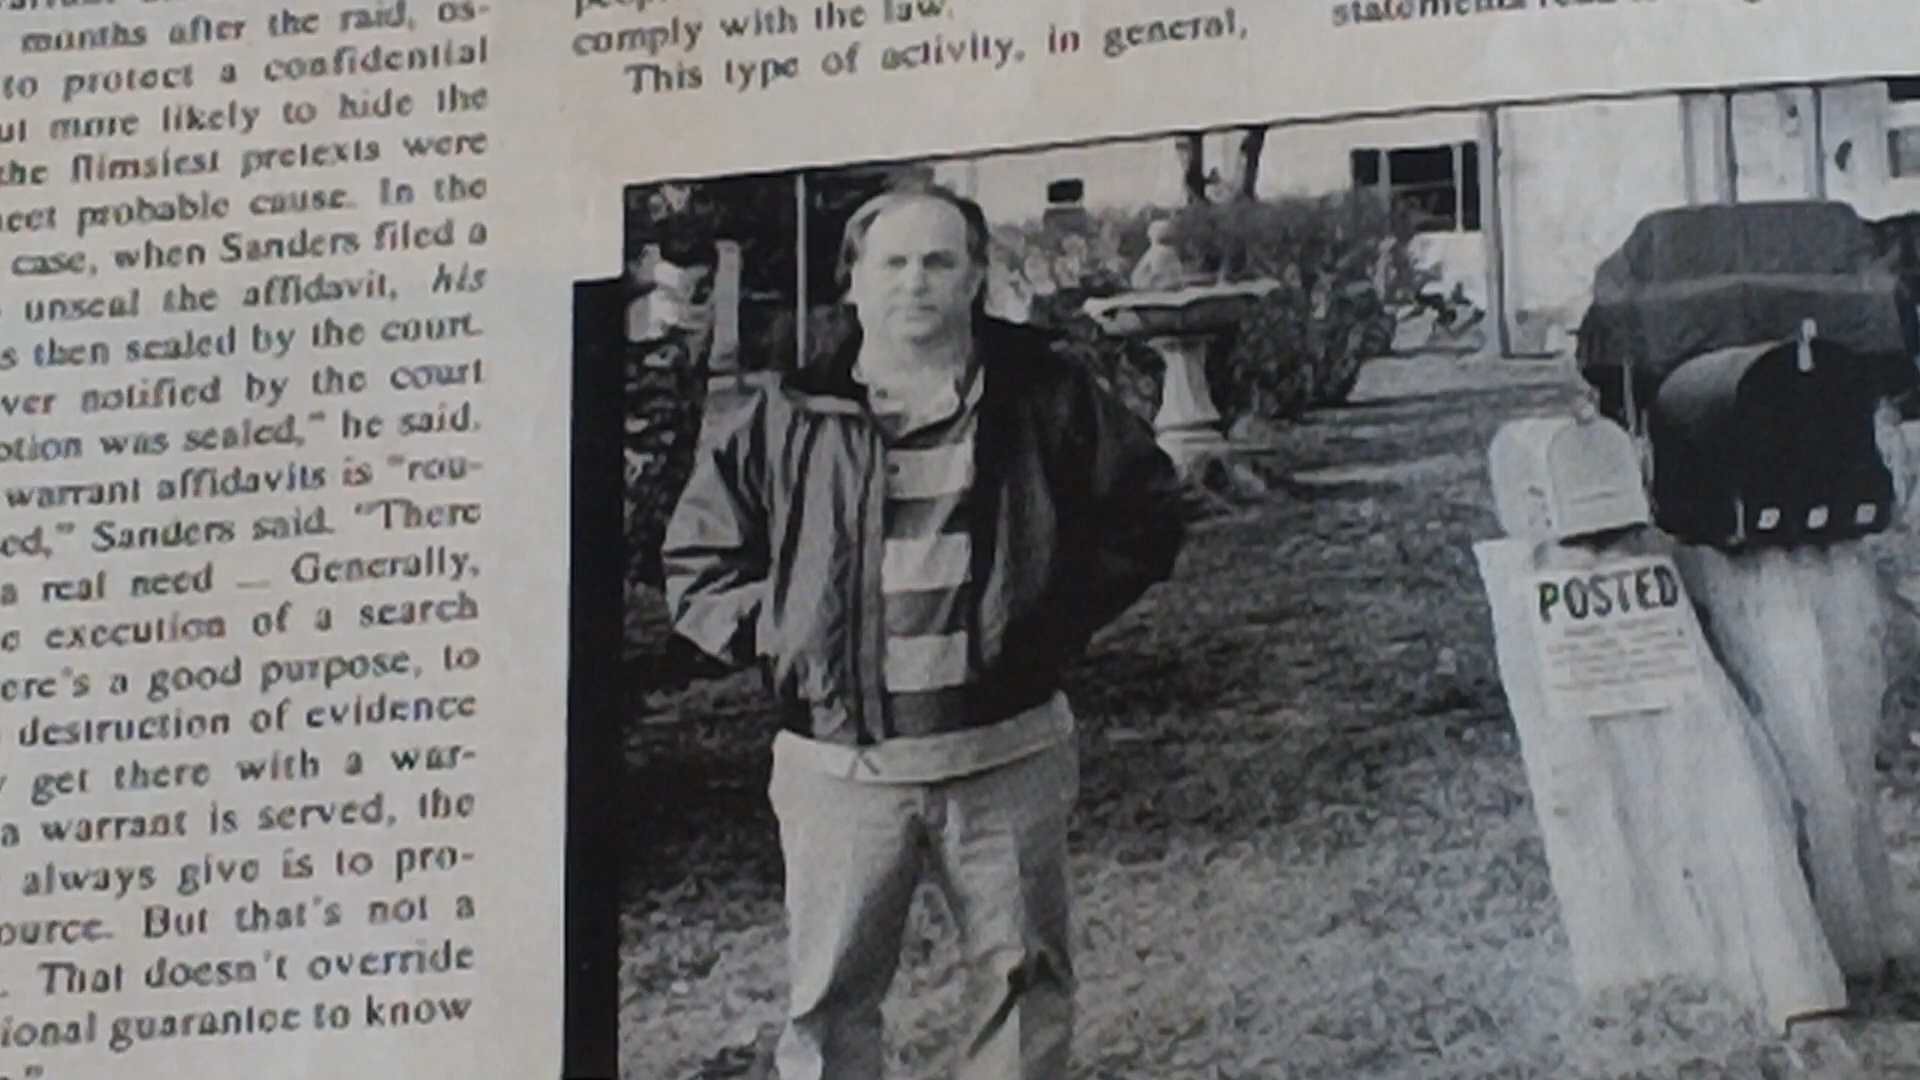 months after the raid, os-
to protect a confidential
more likely to hide the
the flimsiest pretexts were
probable cause. In the
case, when Sanders filed a
unseal the affidavit, his
s then sealed by the court.
ver notified by the court
otion was sealed," he said.
warrant affidavits is "rou-
ed," Sanders said. "There
a real need — Generally,
execution of a search
ere's a good purpose, to
destruction of evidence
get there with a war-
a warrant is served, the
always give is to pro-
ource. But that's not a
. That doesn't override
ional guarantee to know
comply with the law.
This type of activity, in general,
statements
POSTED